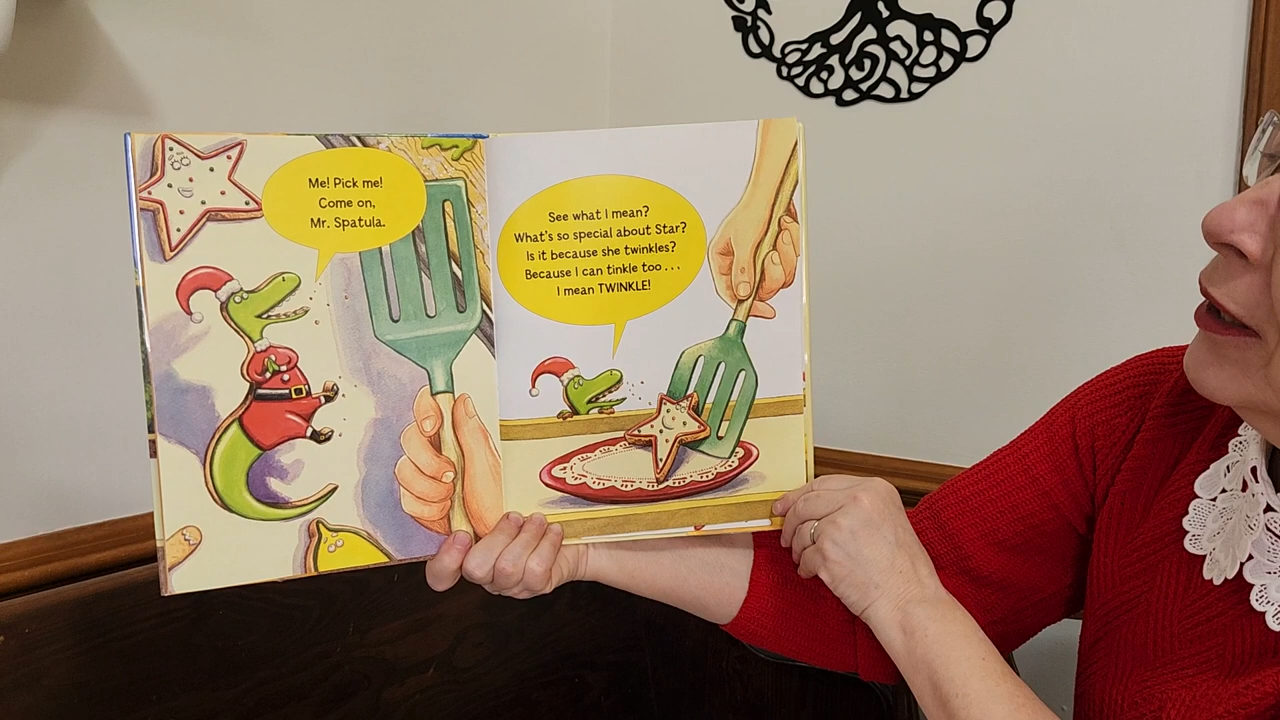 Me! Pick me!
Come on,
Mr. Spatula.
See what I mean?
What's so special about Star?
Is it because she twinkles?
Because I can tinkle too . . .
I mean TWINKLE!